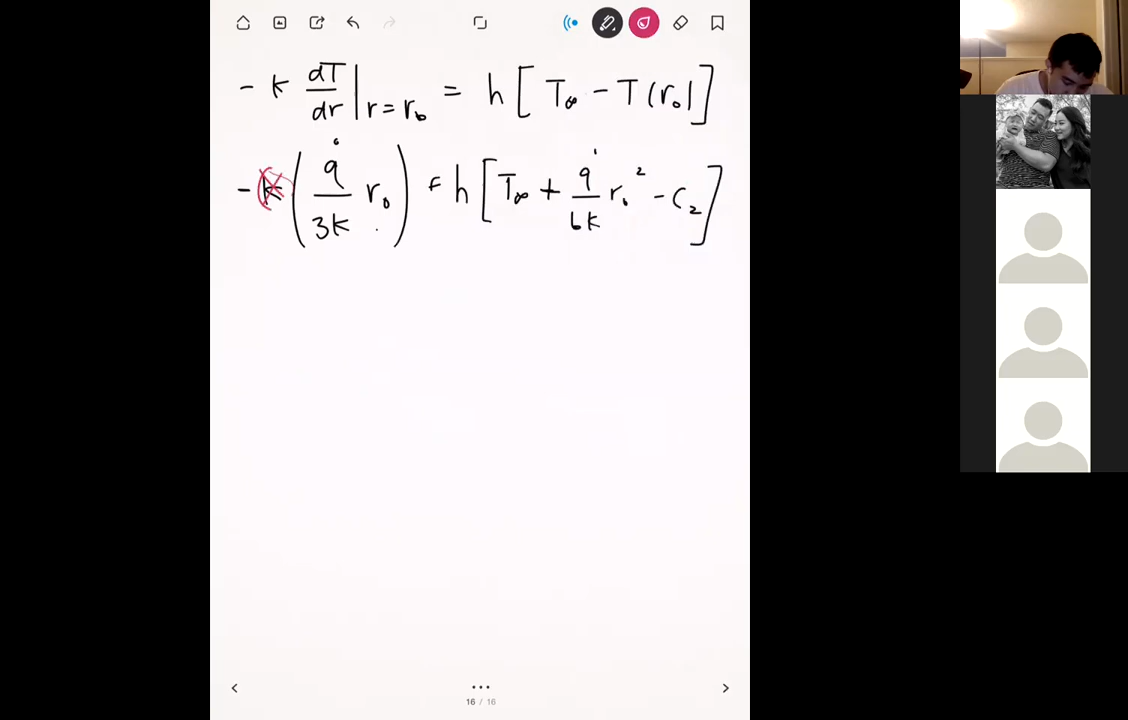 - k dT/dr |r=r₀ = h[T∞ - T(r₀)]
- k(q̇/3k r₀) = h[T∞ + q̇/6k r₀² - C₂]
16 / 16